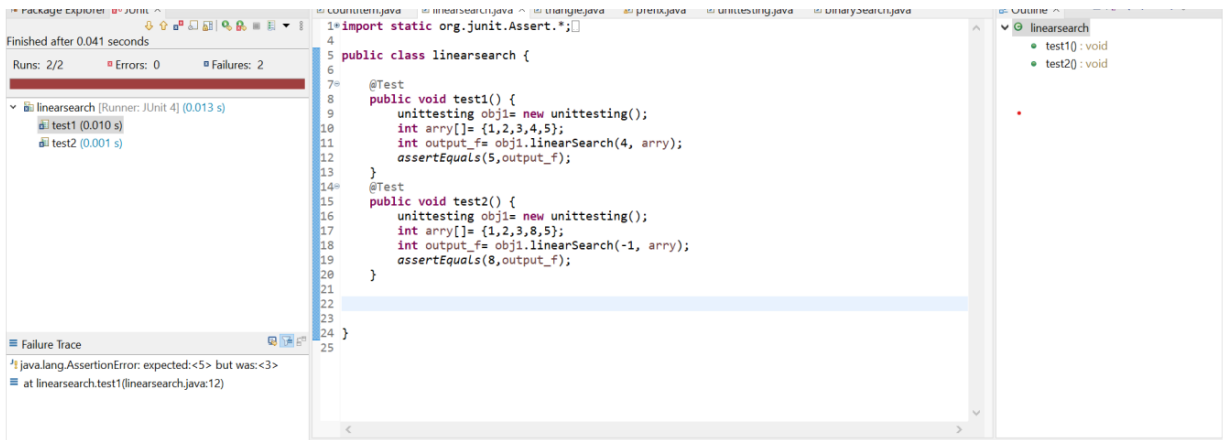 Package Explorer JUnit ×
Finished after 0.041 seconds
Runs: 2/2 Errors: 0 Failures: 2
linearsearch [Runner: JUnit 4] (0.013 s)
test1 (0.010 s)
test2 (0.001 s)
Failure Trace
java.lang.AssertionError: expected:<5> but was:<3>
at linearsearch.test1(linearsearch.java:12)
countItem.java linearsearch.java × triangle.java prefix.java unittesting.java binarySearch.java
1 import static org.junit.Assert.*;
4
5 public class linearsearch {
6
7 @Test
8 public void test1() {
9 unittesting obj1= new unittesting();
10 int arry[]= {1,2,3,4,5};
11 int output_f= obj1.linearSearch(4, arry);
12 assertEquals(5,output_f);
13 }
14 @Test
15 public void test2() {
16 unittesting obj1= new unittesting();
17 int arry[]= {1,2,3,8,5};
18 int output_f= obj1.linearSearch(-1, arry);
19 assertEquals(8,output_f);
20 }
21
22
23
24 }
25
Outline ×
linearsearch
test1() : void
test2() : void